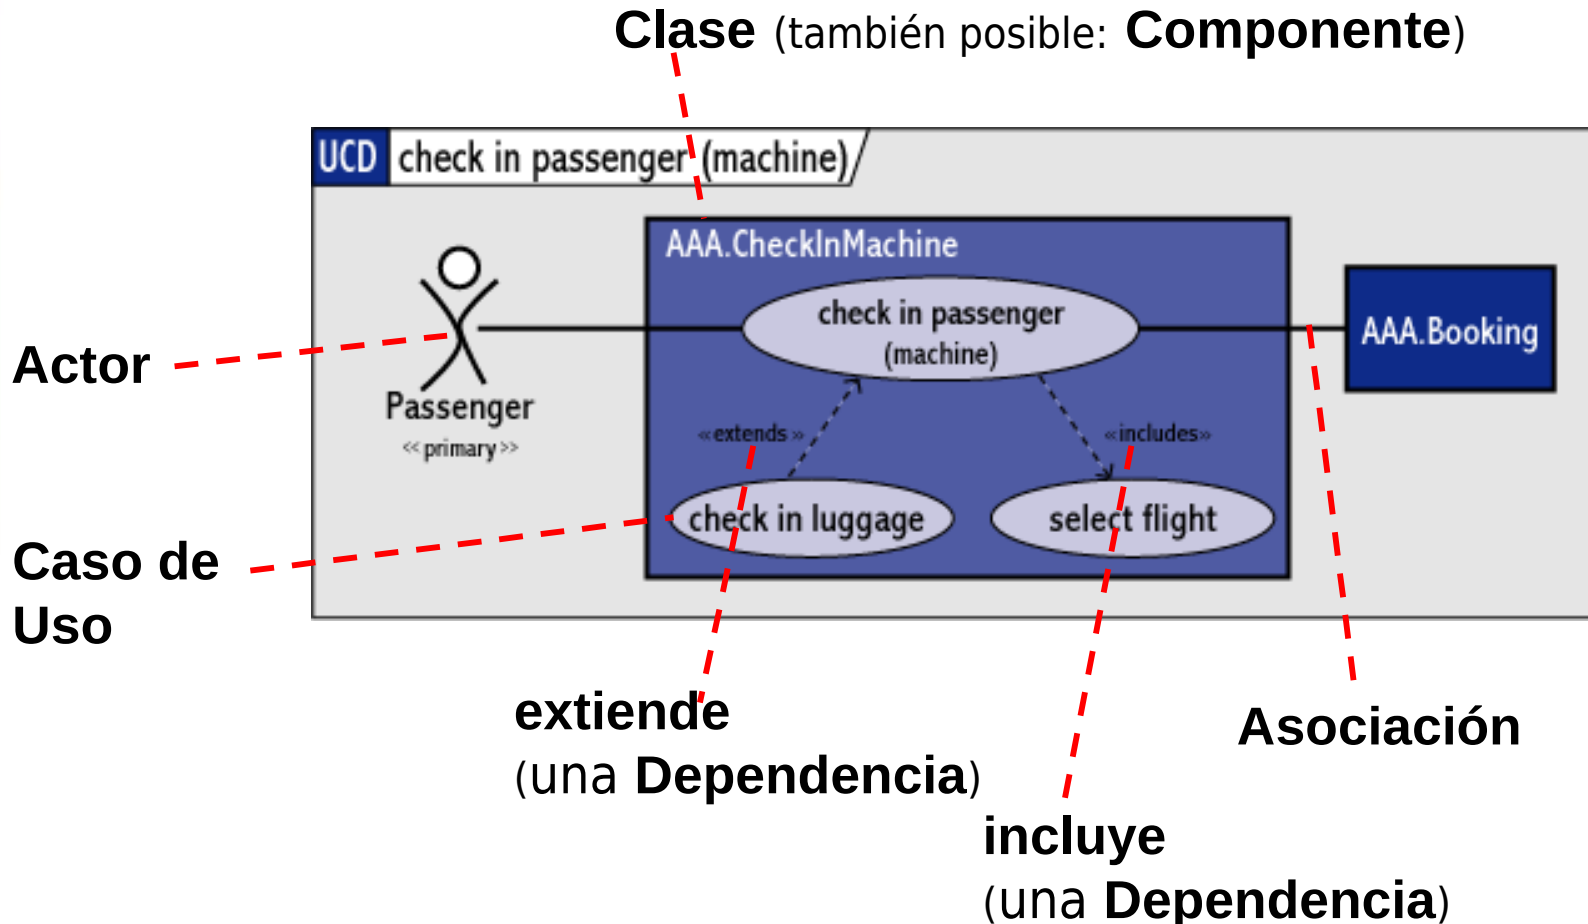 Clase (también posible: Componente)
UCD check in passenger (machine)
AAA.CheckInMachine
check in passenger
(machine)
AAA.Booking
Actor
Passenger
<< primary >>
«extends »
«includes»
check in luggage
select flight
Caso de
Uso
extiende
(una Dependencia)
Asociación
incluye
(una Dependencia)